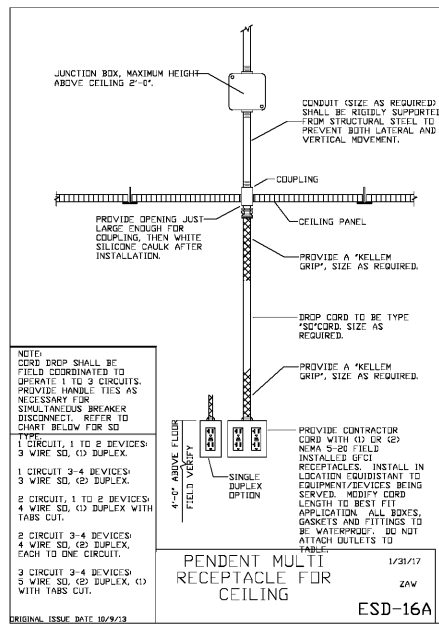 JUNCTION BOX, MAXIMUM HEIGHT
ABOVE CEILING 2'-0".
CONDUIT (SIZE AS REQUIRED)
SHALL BE RIGIDLY SUPPORTED
FROM STRUCTURAL STEEL TO
PREVENT BOTH LATERAL AND
VERTICAL MOVEMENT.
COUPLING
CEILING PANEL
PROVIDE OPENING JUST
LARGE ENOUGH FOR
COUPLING, THEN WHITE
SILICONE CAULK AFTER
INSTALLATION.
PROVIDE A "KELLEM
GRIP", SIZE AS REQUIRED.
DROP CORD TO BE TYPE
"SO"CORD. SIZE AS
REQUIRED.
PROVIDE A "KELLEM
GRIP", SIZE AS REQUIRED.
NOTE:
CORD DROP SHALL BE
FIELD COORDINATED TO
OPERATE 1 TO 3 CIRCUITS.
PROVIDE HANDLE TIES AS
NECESSARY FOR
SIMULTANEOUS BREAKER
DISCONNECT. REFER TO
CHART BELOW FOR SO
TYPE.
1 CIRCUIT, 1 TO 2 DEVICES:
3 WIRE SO, (1) DUPLEX.
1 CIRCUIT 3-4 DEVICES:
3 WIRE SO, (2) DUPLEX.
2 CIRCUIT, 1 TO 2 DEVICES:
4 WIRE SO, (1) DUPLEX WITH
TABS CUT.
2 CIRCUIT 3-4 DEVICES:
4 WIRE SO, (2) DUPLEX,
EACH TO ONE CIRCUIT.
3 CIRCUIT 3-4 DEVICES:
5 WIRE SO, (2) DUPLEX, (1)
WITH TABS CUT.
4'-0" ABOVE FLOOR
FIELD VERIFY
SINGLE
DUPLEX
OPTION
PROVIDE CONTRACTOR
CORD WITH (1) OR (2)
NEMA 5-20 FIELD
INSTALLED GFCI
RECEPTACLES. INSTALL IN
LOCATION EQUIDISTANT TO
EQUIPMENT/DEVICES BEING
SERVED. MODIFY CORD
LENGTH TO BEST FIT
APPLICATION. ALL BOXES,
GASKETS AND FITTINGS TO
BE WATERPROOF. DO NOT
ATTACH OUTLETS TO
TABLE.
PENDENT MULTI
RECEPTACLE FOR
CEILING
1/31/17
ZAW
ESD-16A
ORIGINAL ISSUE DATE 10/9/13